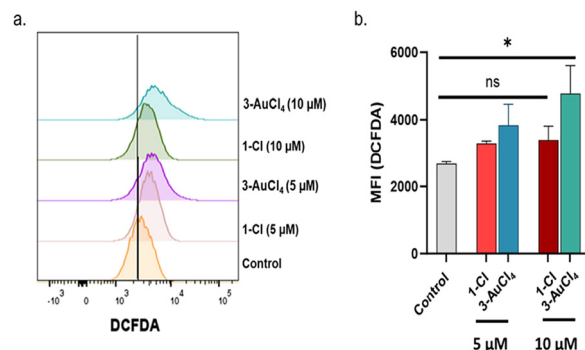 a.
3-AuCl₄ (10 µM)
1-Cl (10 µM)
3-AuCl₄ (5 µM)
1-Cl (5 µM)
Control
-10³ 0 10³ 10⁴ 10⁵
DCFDA
b.
MFI (DCFDA)
6000
4000
2000
0
*
ns
Control
1-Cl
3-AuCl₄
1-Cl
3-AuCl₄
5 µM
10 µM